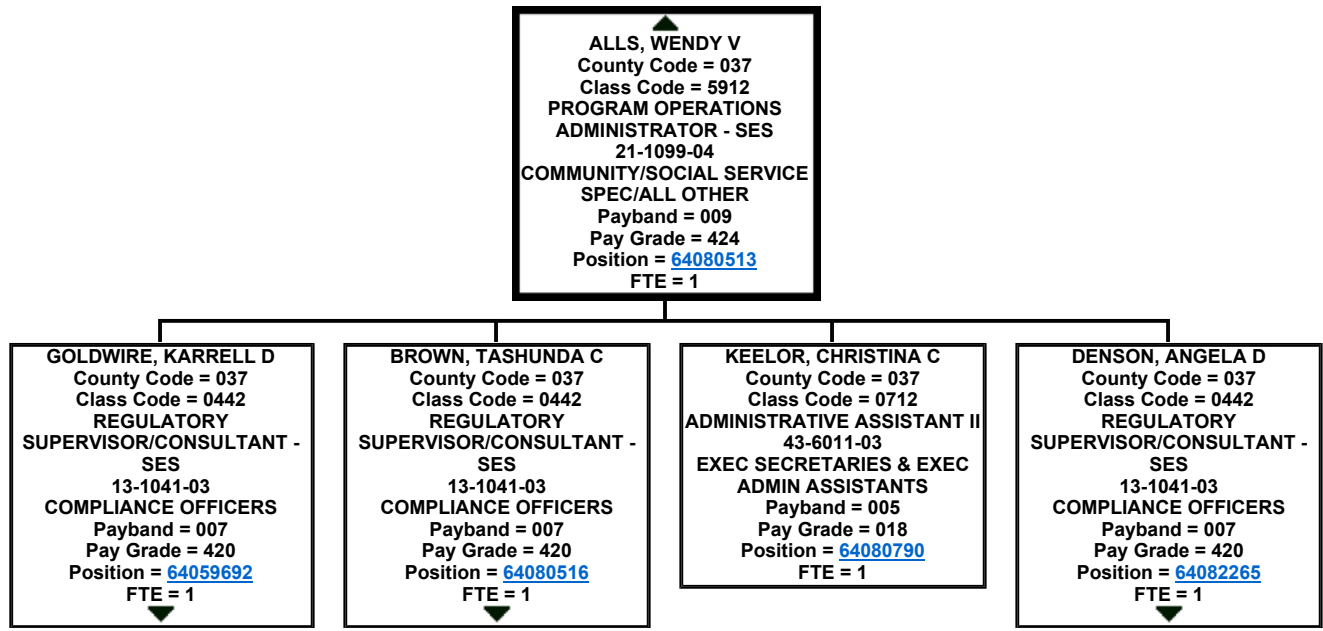 ALLS, WENDY V
County Code = 037
Class Code = 5912
PROGRAM OPERATIONS
ADMINISTRATOR - SES
21-1099-04
COMMUNITY/SOCIAL SERVICE
SPEC/ALL OTHER
Payband = 009
Pay Grade = 424
Position = 64080513
FTE = 1
GOLDWIRE, KARRELL D
County Code = 037
Class Code = 0442
REGULATORY
SUPERVISOR/CONSULTANT -
SES
13-1041-03
COMPLIANCE OFFICERS
Payband = 007
Pay Grade = 420
Position = 64059692
FTE = 1
BROWN, TASHUNDA C
County Code = 037
Class Code = 0442
REGULATORY
SUPERVISOR/CONSULTANT -
SES
13-1041-03
COMPLIANCE OFFICERS
Payband = 007
Pay Grade = 420
Position = 64080516
FTE = 1
KEELOR, CHRISTINA C
County Code = 037
Class Code = 0712
ADMINISTRATIVE ASSISTANT II
43-6011-03
EXEC SECRETARIES & EXEC
ADMIN ASSISTANTS
Payband = 005
Pay Grade = 018
Position = 64080790
FTE = 1
DENSON, ANGELA D
County Code = 037
Class Code = 0442
REGULATORY
SUPERVISOR/CONSULTANT -
SES
13-1041-03
COMPLIANCE OFFICERS
Payband = 007
Pay Grade = 420
Position = 64082265
FTE = 1